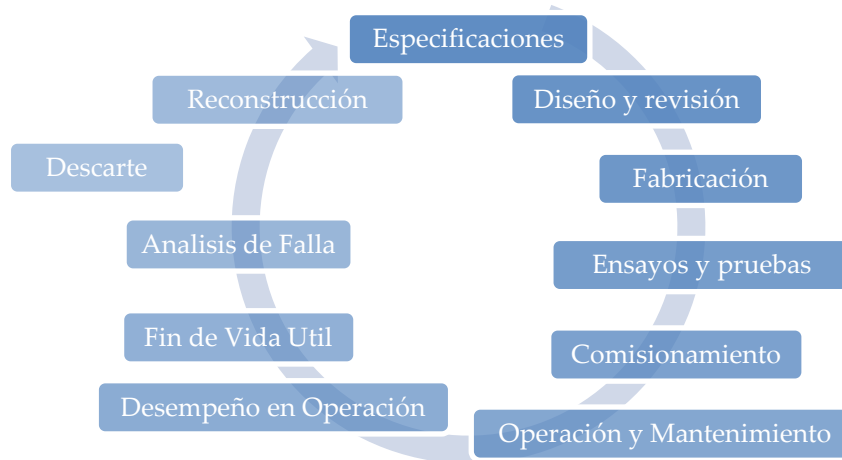 Especificaciones
Diseño y revisión
Fabricación
Ensayos y pruebas
Comisionamiento
Operación y Mantenimiento
Desempeño en Operación
Fin de Vida Util
Analisis de Falla
Descarte
Reconstrucción